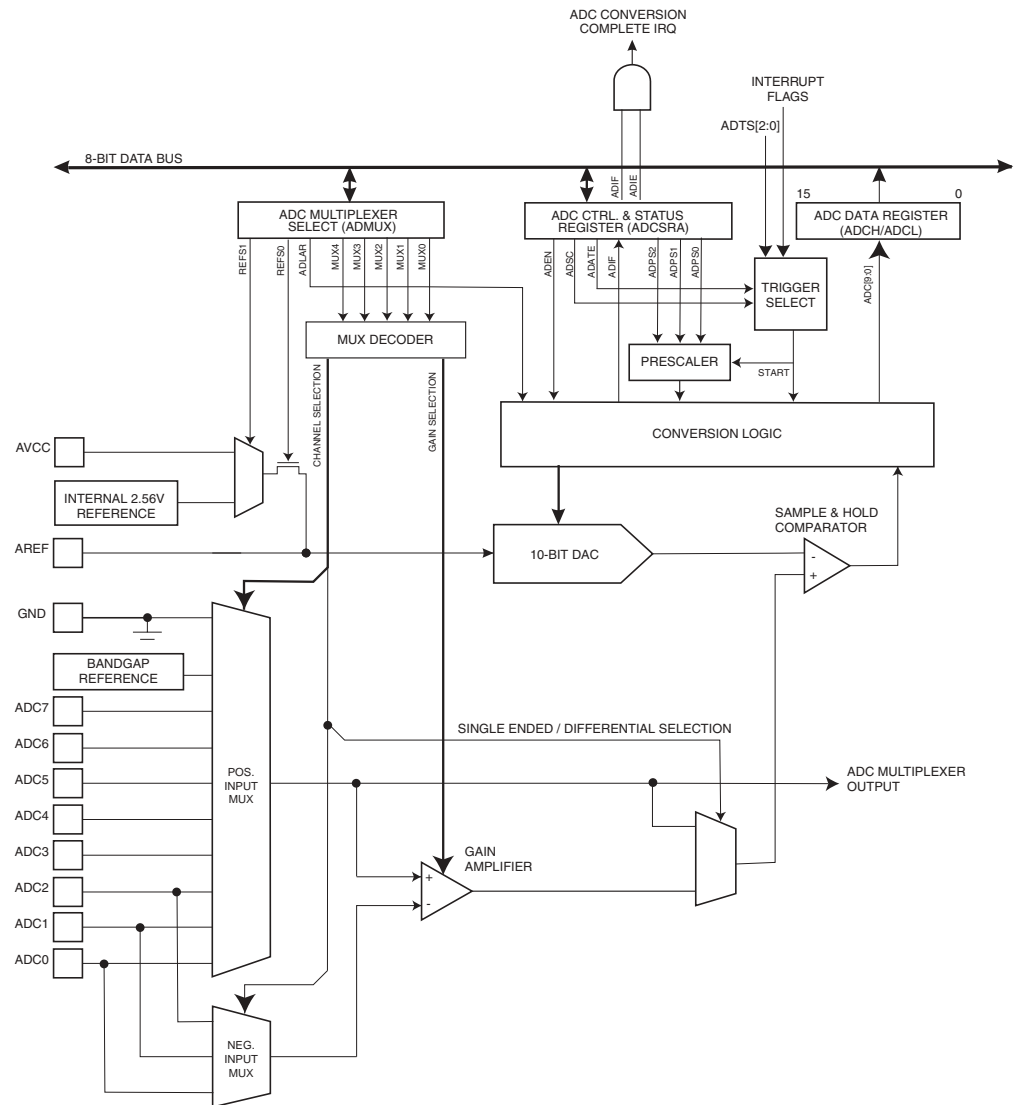 ADC CONVERSION
COMPLETE IRQ
INTERRUPT
FLAGS
ADTS[2:0]
8-BIT DATA BUS
ADIF
ADIE
15
0
ADC MULTIPLEXER
SELECT (ADMUX)
ADC CTRL. & STATUS
REGISTER (ADCSRA)
ADC DATA REGISTER
(ADCH/ADCL)
REFS1
REFS0
ADLAR
MUX4
MUX3
MUX2
MUX1
MUX0
ADEN
ADSC
ADATE
ADIF
ADPS2
ADPS1
ADPS0
ADC[9:0]
TRIGGER
SELECT
MUX DECODER
PRESCALER
START
CHANNEL SELECTION
GAIN SELECTION
CONVERSION LOGIC
AVCC
INTERNAL 2.56V
REFERENCE
SAMPLE & HOLD
COMPARATOR
AREF
10-BIT DAC
-
+
GND
BANDGAP
REFERENCE
ADC7
SINGLE ENDED / DIFFERENTIAL SELECTION
ADC6
ADC5
POS.
INPUT
MUX
ADC MULTIPLEXER
OUTPUT
ADC4
ADC3
GAIN
AMPLIFIER
+
-
ADC2
ADC1
ADC0
NEG.
INPUT
MUX